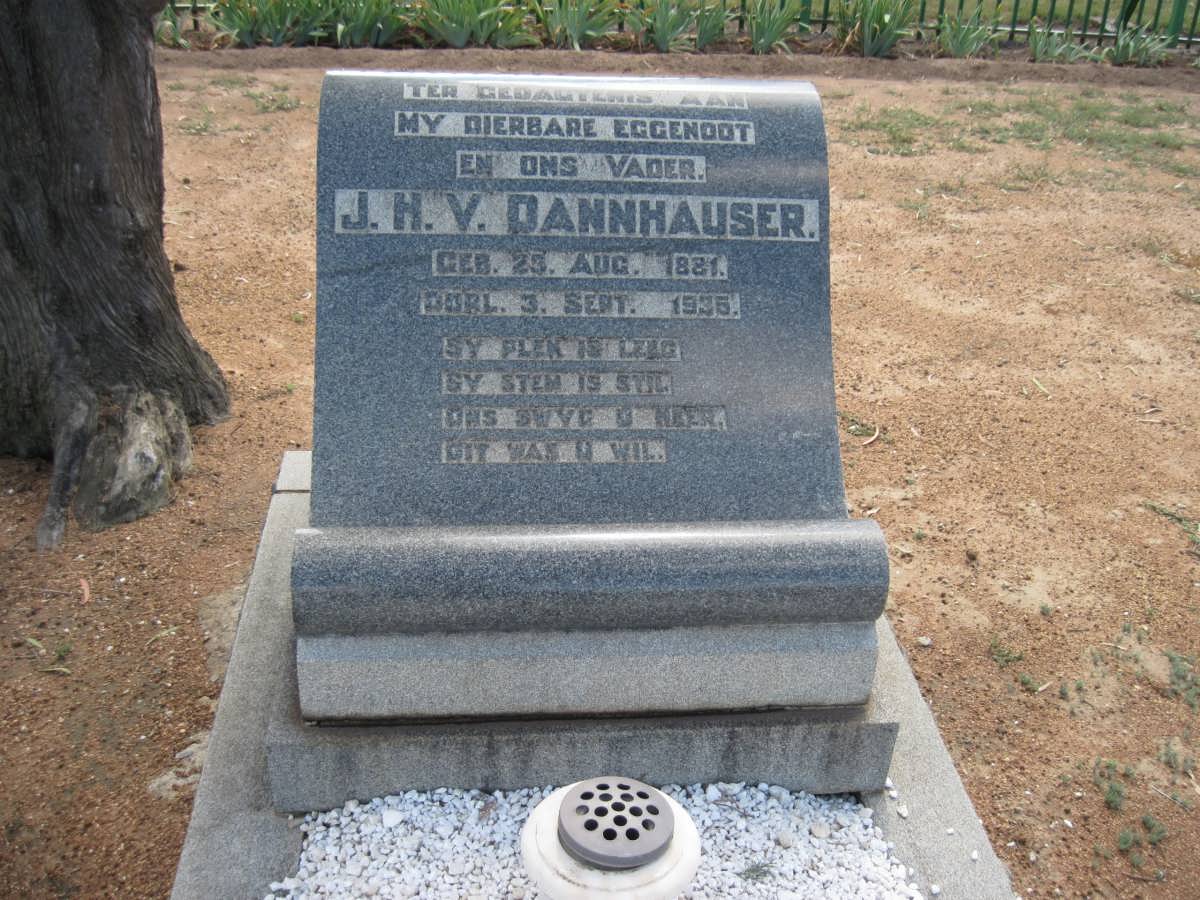 TER GEDAGTENIS AAN
MY DIERBARE EGGENOOT
EN ONS VADER.
J. H. V. DANNHAUSER.
GEB. 23. AUG. 1881.
OORL. 3. SEPT. 1935.
SY PLEK IS LEEG
SY STEM IS STIL.
ONS SWYG O HEER,
DIT WAS U WIL.